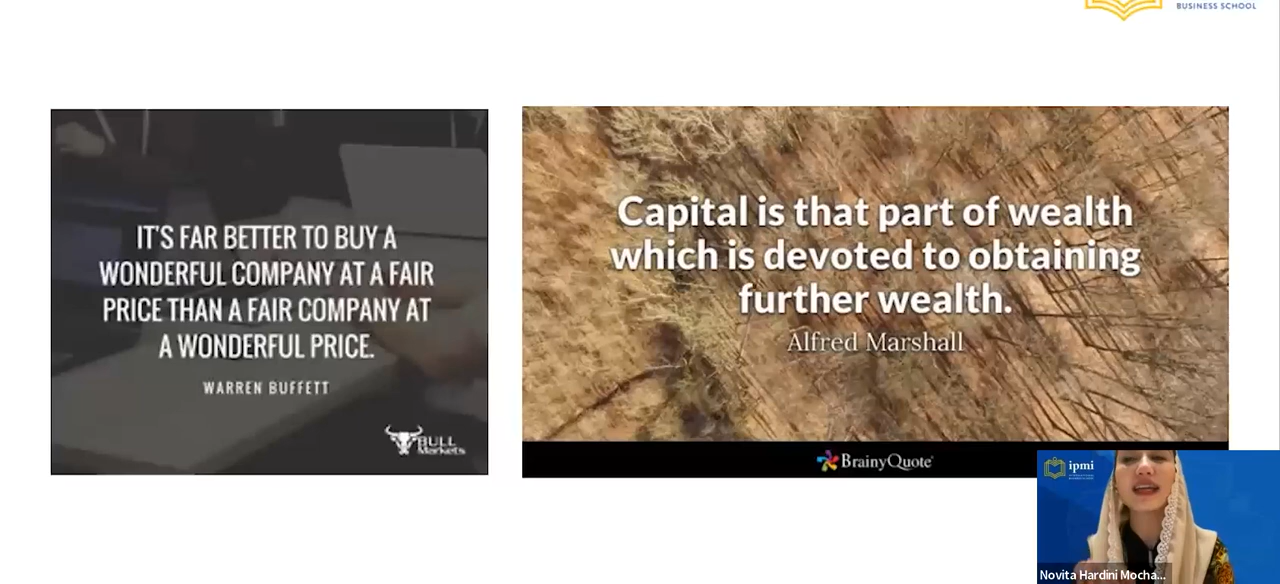 BUSINESS SCHOOL
IT'S FAR BETTER TO BUY A
WONDERFUL COMPANY AT A FAIR
PRICE THAN A FAIR COMPANY AT
A WONDERFUL PRICE.
WARREN BUFFETT
BULL
Markets
Capital is that part of wealth
which is devoted to obtaining
further wealth.
Alfred Marshall
BrainyQuote
ipmi
Novita Hardini Mocha...